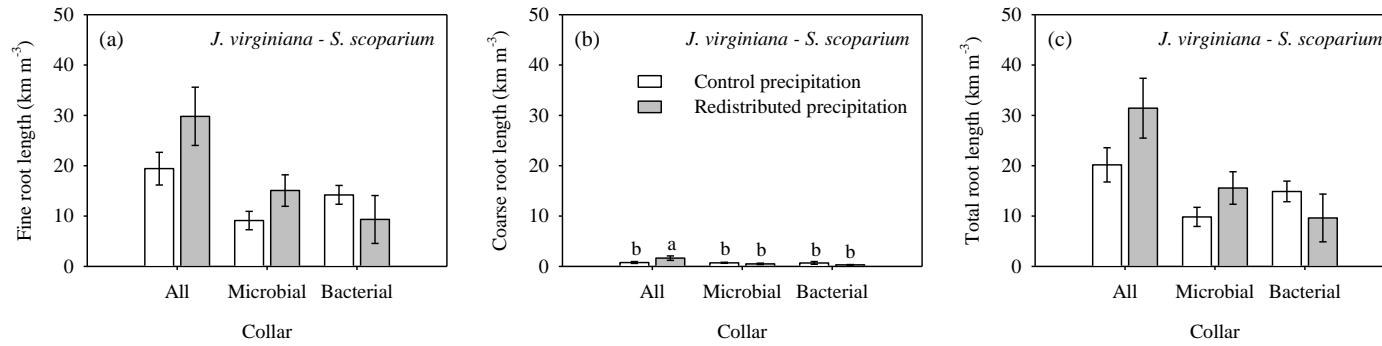 (a)
J. virginiana - S. scoparium
Fine root length (km m-3)
50
40
30
20
10
0
All Microbial Bacterial
Collar
(b)
J. virginiana - S. scoparium
Control precipitation
Redistributed precipitation
Coarse root length (km m-3)
50
40
30
20
10
0
b a b b b b
All Microbial Bacterial
Collar
(c)
J. virginiana - S. scoparium
Total root length (km m-3)
50
40
30
20
10
0
All Microbial Bacterial
Collar